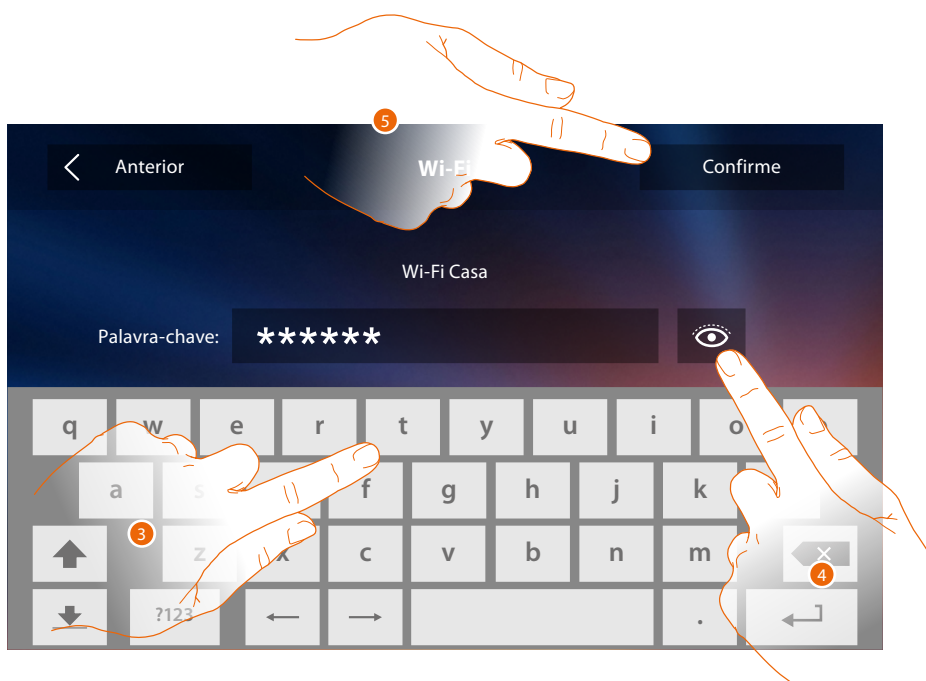 5
Anterior
Wi-Fi
Confirme
Wi-Fi Casa
Palavra-chave:
******
q w e r t y u i o
a s f g h j k
3
z x c v b n m
4
?123 .